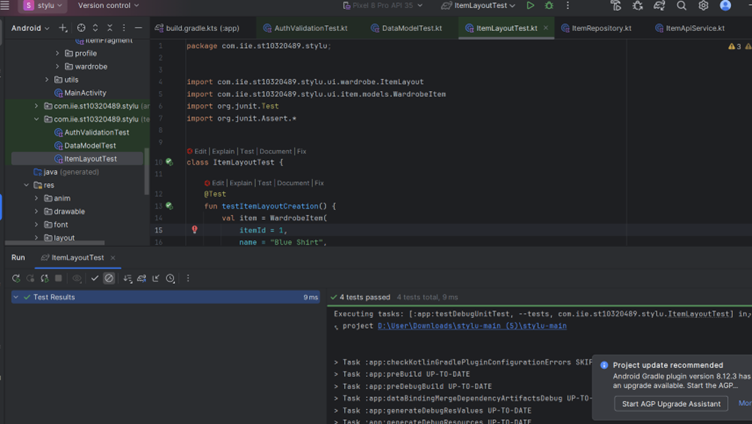 S stylu Version control Pixel 8 Pro API 35 ItemLayoutTest
Android build.gradle.kts (:app) AuthValidationTest.kt DataModelTest.kt ItemLayoutTest.kt ItemRepository.kt ItemApiService.kt
ItemFragment
profile
wardrobe
utils
MainActivity
com.iie.st10320489.stylu
com.iie.st10320489.stylu
AuthValidationTest
DataModelTest
ItemLayoutTest
java (generated)
res
anim
drawable
font
layout
1 package com.iie.st10320489.stylu;
2
3
4 import com.iie.st10320489.stylu.ui.wardrobe.ItemLayout
5 import com.iie.st10320489.stylu.ui.item.models.WardrobeItem
6 import org.junit.Test
7 import org.junit.Assert.*
8
9
Edit | Explain | Test | Document | Fix
10 class ItemLayoutTest {
11
Edit | Explain | Test | Document | Fix
12 @Test
13 fun testItemLayoutCreation() {
14 val item = WardrobeItem(
15 itemId = 1,
16 name = "Blue Shirt",
3
Run ItemLayoutTest
Test Results 9 ms
4 tests passed 4 tests total, 9 ms
Executing tasks: [:app:testDebugUnitTest, --tests, com.iie.st10320489.stylu.ItemLayoutTest] in
project D:\User\Downloads\stylu-main (5)\stylu-main
> Task :app:checkKotlinGradlePluginConfigurationErrors SKIP
> Task :app:preBuild UP-TO-DATE
> Task :app:preDebugBuild UP-TO-DATE
> Task :app:dataBindingMergeDependencyArtifactsDebug UP-TO-
> Task :app:generateDebugResValues UP-TO-DATE
> Task :app:generateDebugResources UP-TO-DATE
Project update recommended
Android Gradle plugin version 8.12.3 has
an upgrade available. Start the AGP...
Start AGP Upgrade Assistant